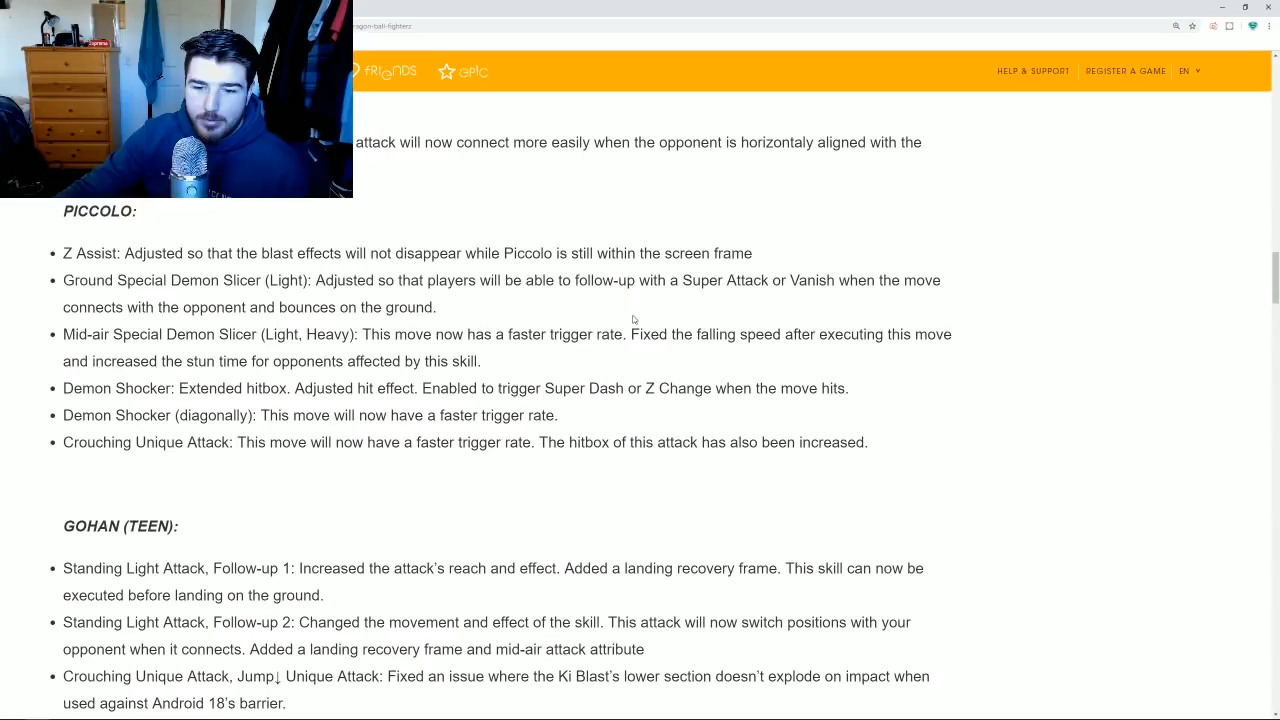 ragon-ball-fighterz
FRIENDS
EPIC
HELP & SUPPORT
REGISTER A GAME
EN
Suprema
attack will now connect more easily when the opponent is horizontaly aligned with the
PICCOLO:
Z Assist: Adjusted so that the blast effects will not disappear while Piccolo is still within the screen frame
Ground Special Demon Slicer (Light): Adjusted so that players will be able to follow-up with a Super Attack or Vanish when the move
connects with the opponent and bounces on the ground.
Mid-air Special Demon Slicer (Light, Heavy): This move now has a faster trigger rate. Fixed the falling speed after executing this move
and increased the stun time for opponents affected by this skill.
Demon Shocker: Extended hitbox. Adjusted hit effect. Enabled to trigger Super Dash or Z Change when the move hits.
Demon Shocker (diagonally): This move will now have a faster trigger rate.
Crouching Unique Attack: This move will now have a faster trigger rate. The hitbox of this attack has also been increased.
GOHAN (TEEN):
Standing Light Attack, Follow-up 1: Increased the attack's reach and effect. Added a landing recovery frame. This skill can now be
executed before landing on the ground.
Standing Light Attack, Follow-up 2: Changed the movement and effect of the skill. This attack will now switch positions with your
opponent when it connects. Added a landing recovery frame and mid-air attack attribute
Crouching Unique Attack, Jump↓ Unique Attack: Fixed an issue where the Ki Blast's lower section doesn't explode on impact when
used against Android 18's barrier.